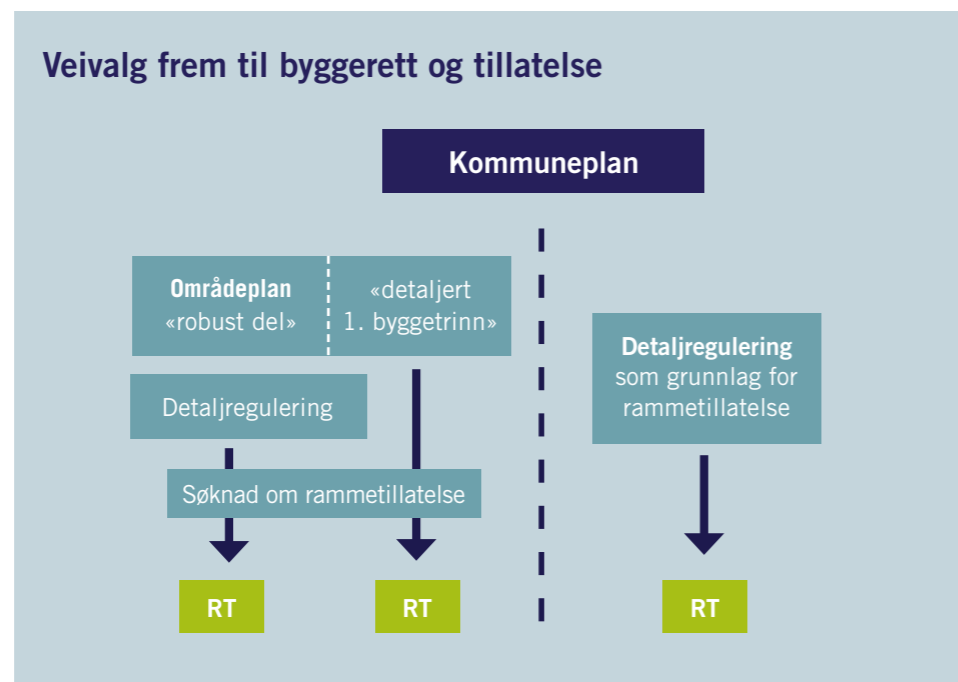 Veivalg frem til byggerett og tillatelse
Kommuneplan
Områdeplan
«robust del»
«detaljert
1. byggetrinn»
Detaljregulering
Søknad om rammetillatelse
RT
RT
Detaljregulering
som grunnlag for
rammetillatelse
RT